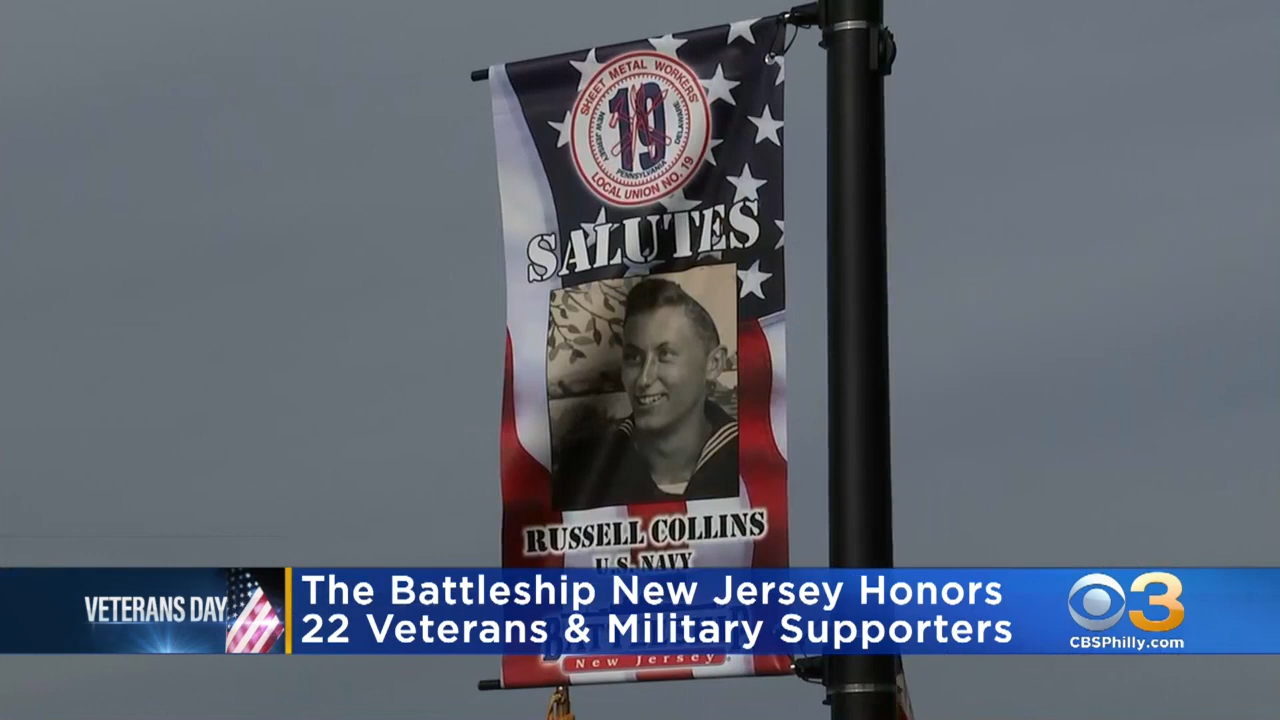 SHEET METAL WORKERS'
19
NEW JERSEY
DELAWARE
PENNSYLVANIA
LOCAL UNION NO. 19
SALUTES
RUSSELL COLLINS
U.S. NAVY
VETERANS DAY
The Battleship New Jersey Honors
22 Veterans & Military Supporters
3
CBSPhilly.com
New Jersey